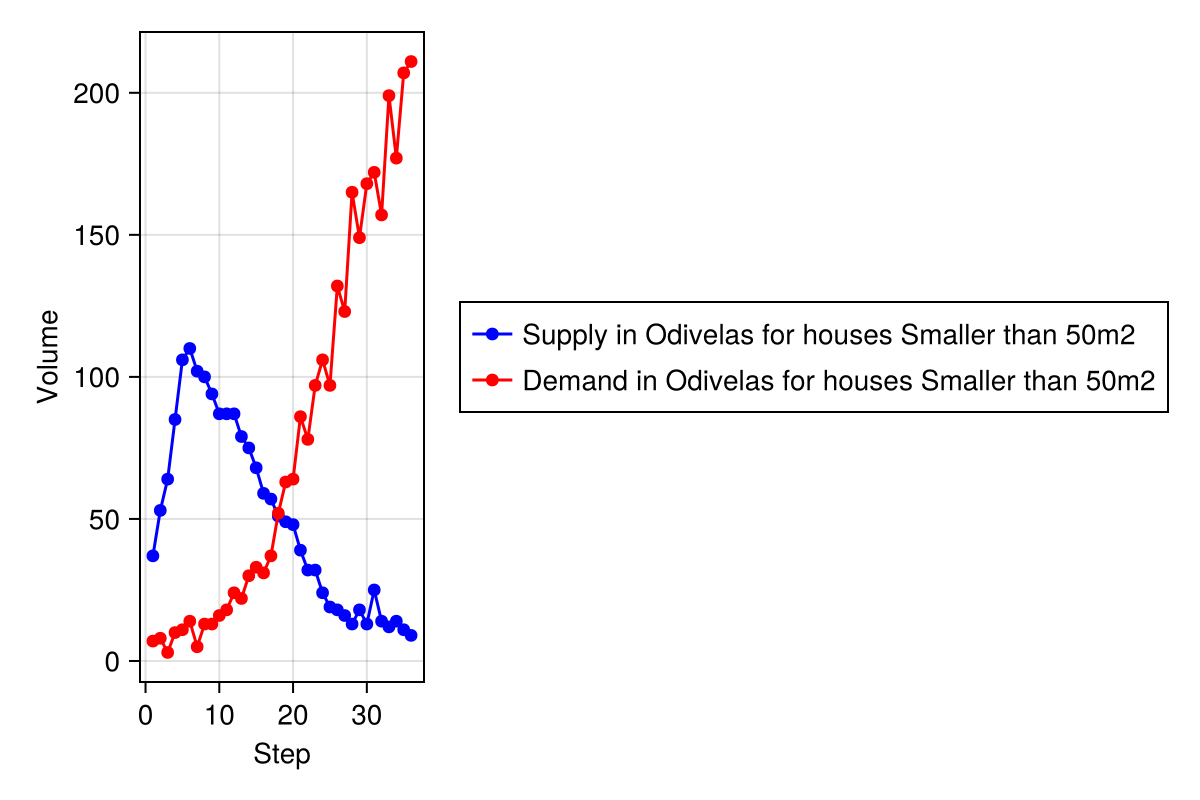 Volume
200
150
100
50
0
0 10 20 30
Step
Supply in Odivelas for houses Smaller than 50m2
Demand in Odivelas for houses Smaller than 50m2